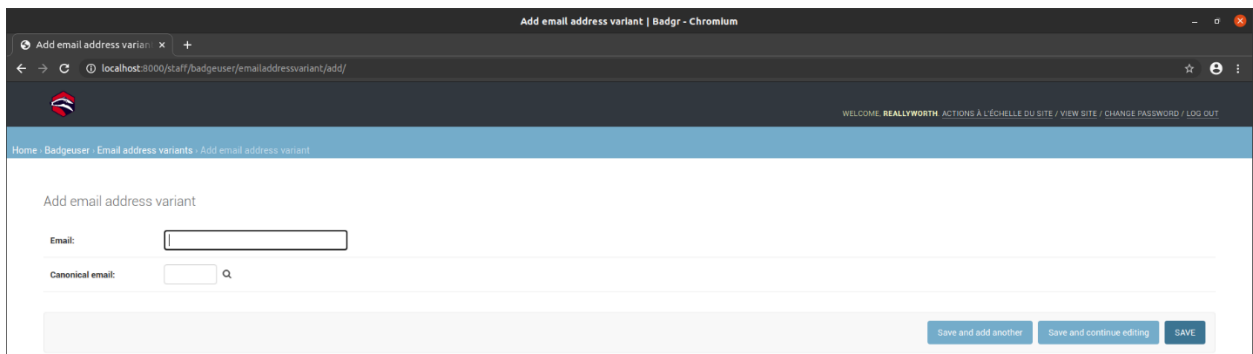 Add email address variant | Badgr - Chromium
Add email address varian
localhost:8000/staff/badgeuser/emailaddressvariant/add/
WELCOME, REALLYWORTH. ACTIONS À L'ÉCHELLE DU SITE / VIEW SITE / CHANGE PASSWORD / LOG OUT
Home › Badgeuser › Email address variants › Add email address variant
Add email address variant
Email:
Canonical email:
Save and add another Save and continue editing SAVE